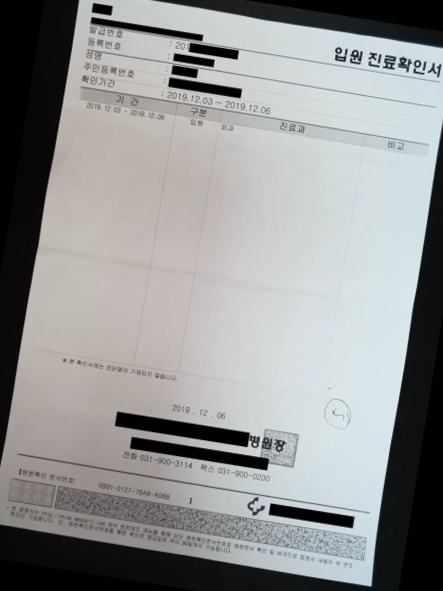 입원 진료확인서
발급번호
등록번호 : 201
성명 :
주민등록번호 :
확인기간 : 2019.12.03 ~ 2019.12.06
기 간 구분 진료과 비고
2019.12.03 - 2019.12.06 입원 외과
※ 본 확인서에는 진단명이 기재되지 않습니다.
2019 . 12 . 06
병원장
전화 031-900-3114 팩스 031-900-0200
【원본확인 문서번호: 0931-0127-76A6-A06B 1